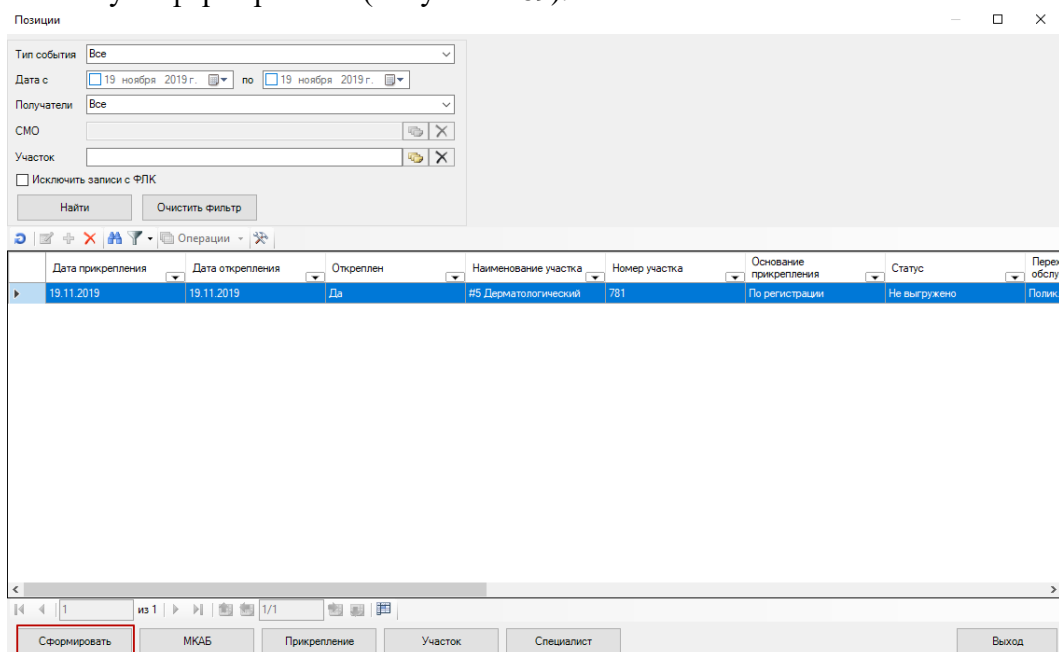 Позиции
Тип события Все
Дата с 19 ноября 2019 г. по 19 ноября 2019 г.
Получатели Все
СМО
Участок
Исключить записи с ФЛК
Найти Очистить фильтр
Операции
Дата прикрепления Дата открепления Откреплен Наименование участка Номер участка Основание прикрепления Статус
19.11.2019 19.11.2019 Да #5 Дерматологический 781 По регистрации Не выгружено
1 из 1 1/1
Сформировать МКАБ Прикрепление Участок Специалист Выход